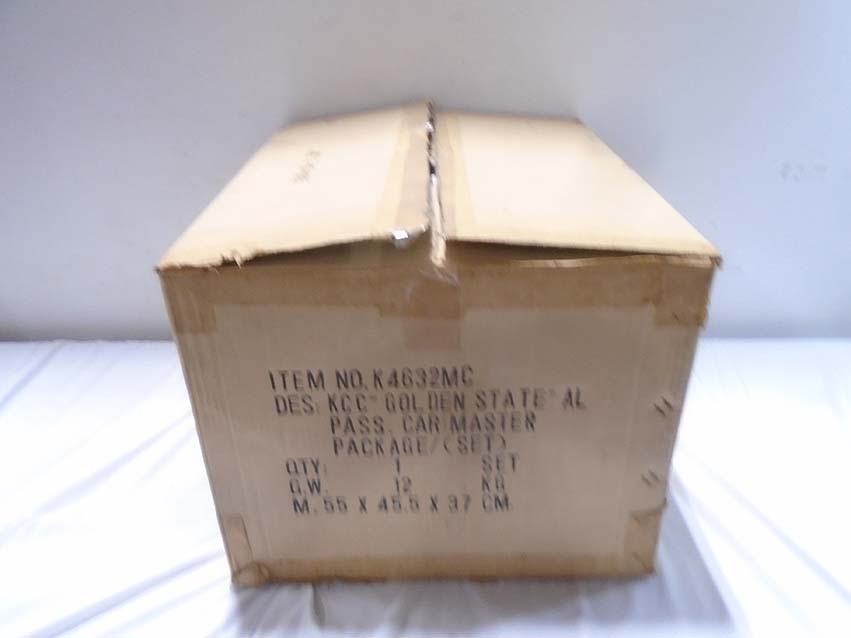 ITEM NO. K4632MC
DES: KCC "GOLDEN STATE" AL
PASS. CAR MASTER
PACKAGE/(SET)
QTY: 1 SET
G.W. 12 KG
M. 55 X 45.5 X 37 CM